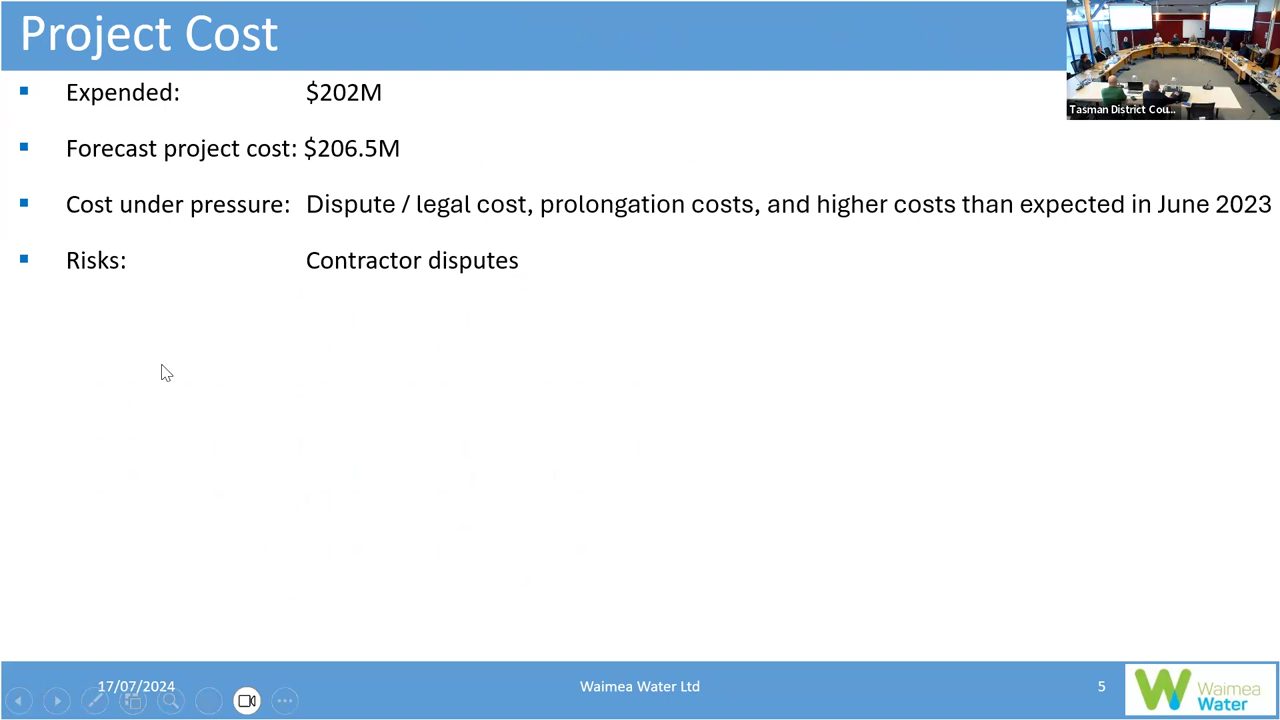 Project Cost
Tasman District Cou...
Expended: $202M
Forecast project cost: $206.5M
Cost under pressure: Dispute / legal cost, prolongation costs, and higher costs than expected in June 2023
Risks: Contractor disputes
17/07/2024
Waimea Water Ltd
5
Waimea
Water